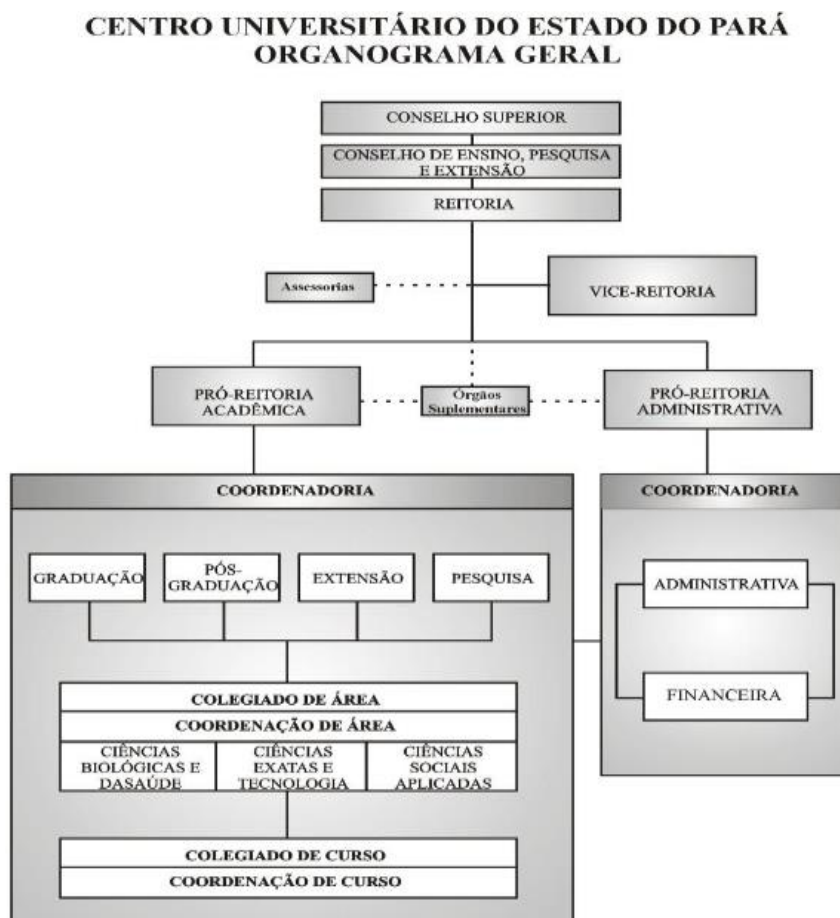 CENTRO UNIVERSITÁRIO DO ESTADO DO PARÁ
ORGANOGRAMA GERAL
CONSELHO SUPERIOR
CONSELHO DE ENSINO, PESQUISA
E EXTENSÃO
REITORIA
Assessorias
VICE-REITORIA
PRÓ-REITORIA
ACADÊMICA
Órgãos
Suplementares
PRÓ-REITORIA
ADMINISTRATIVA
COORDENADORIA
GRADUAÇÃO
PÓS-
GRADUAÇÃO
EXTENSÃO
PESQUISA
COLEGIADO DE ÁREA
COORDENAÇÃO DE ÁREA
CIÊNCIAS
BIOLÓGICAS E
DASAÚDE
CIÊNCIAS
EXATAS E
TECNOLOGIA
CIÊNCIAS
SOCIAIS
APLICADAS
COLEGIADO DE CURSO
COORDENAÇÃO DE CURSO
COORDENADORIA
ADMINISTRATIVA
FINANCEIRA